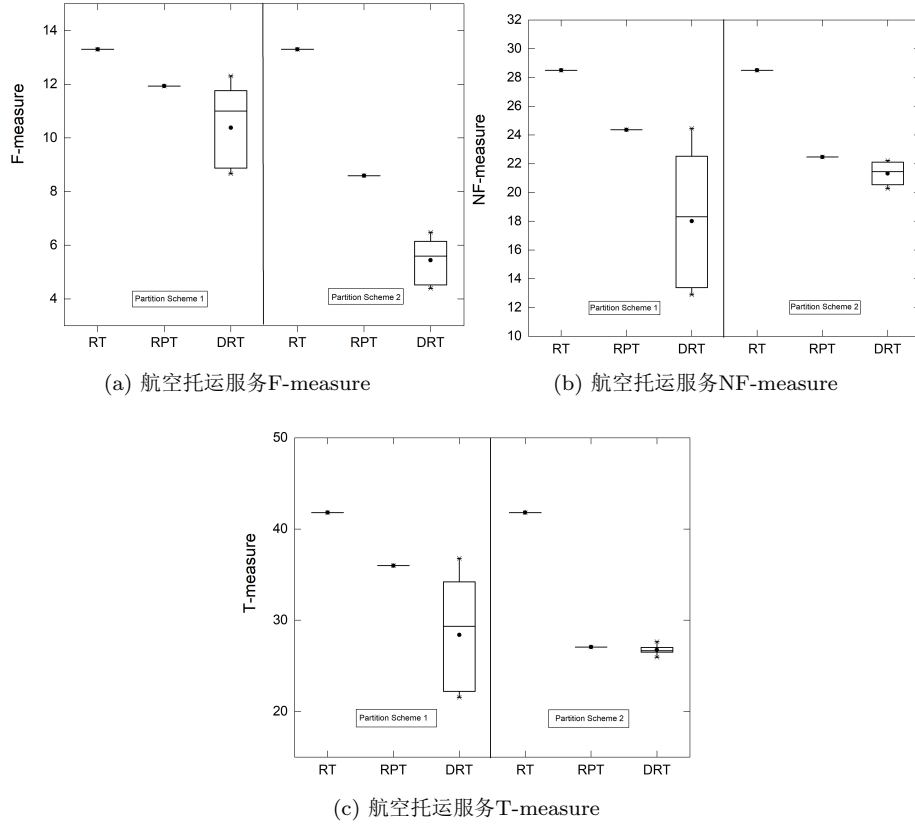 14
12
10
8
6
4
F-measure
Partition Scheme 1
Partition Scheme 2
RT RPT DRT RT RPT DRT
(a) 航空托运服务F-measure
32
30
28
26
24
22
20
18
16
14
12
10
NF-measure
Partition Scheme 1
Partition Scheme 2
RT RPT DRT RT RPT DRT
(b) 航空托运服务NF-measure
50
40
30
20
T-measure
Partition Scheme 1
Partition Scheme 2
RT RPT DRT RT RPT DRT
(c) 航空托运服务T-measure